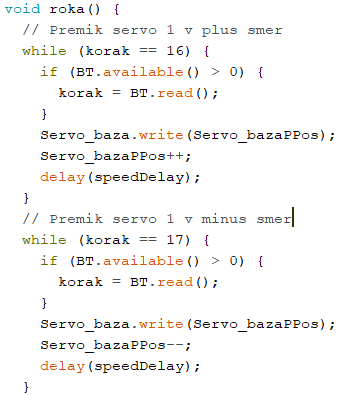 void roka() {
  // Premik servo 1 v plus smer
  while (korak == 16) {
    if (BT.available() > 0) {
      korak = BT.read();
    }
    Servo_baza.write(Servo_bazaPPos);
    Servo_bazaPPos++;
    delay(speedDelay);
  }
  // Premik servo 1 v minus smer
  while (korak == 17) {
    if (BT.available() > 0) {
      korak = BT.read();
    }
    Servo_baza.write(Servo_bazaPPos);
    Servo_bazaPPos--;
    delay(speedDelay);
  }